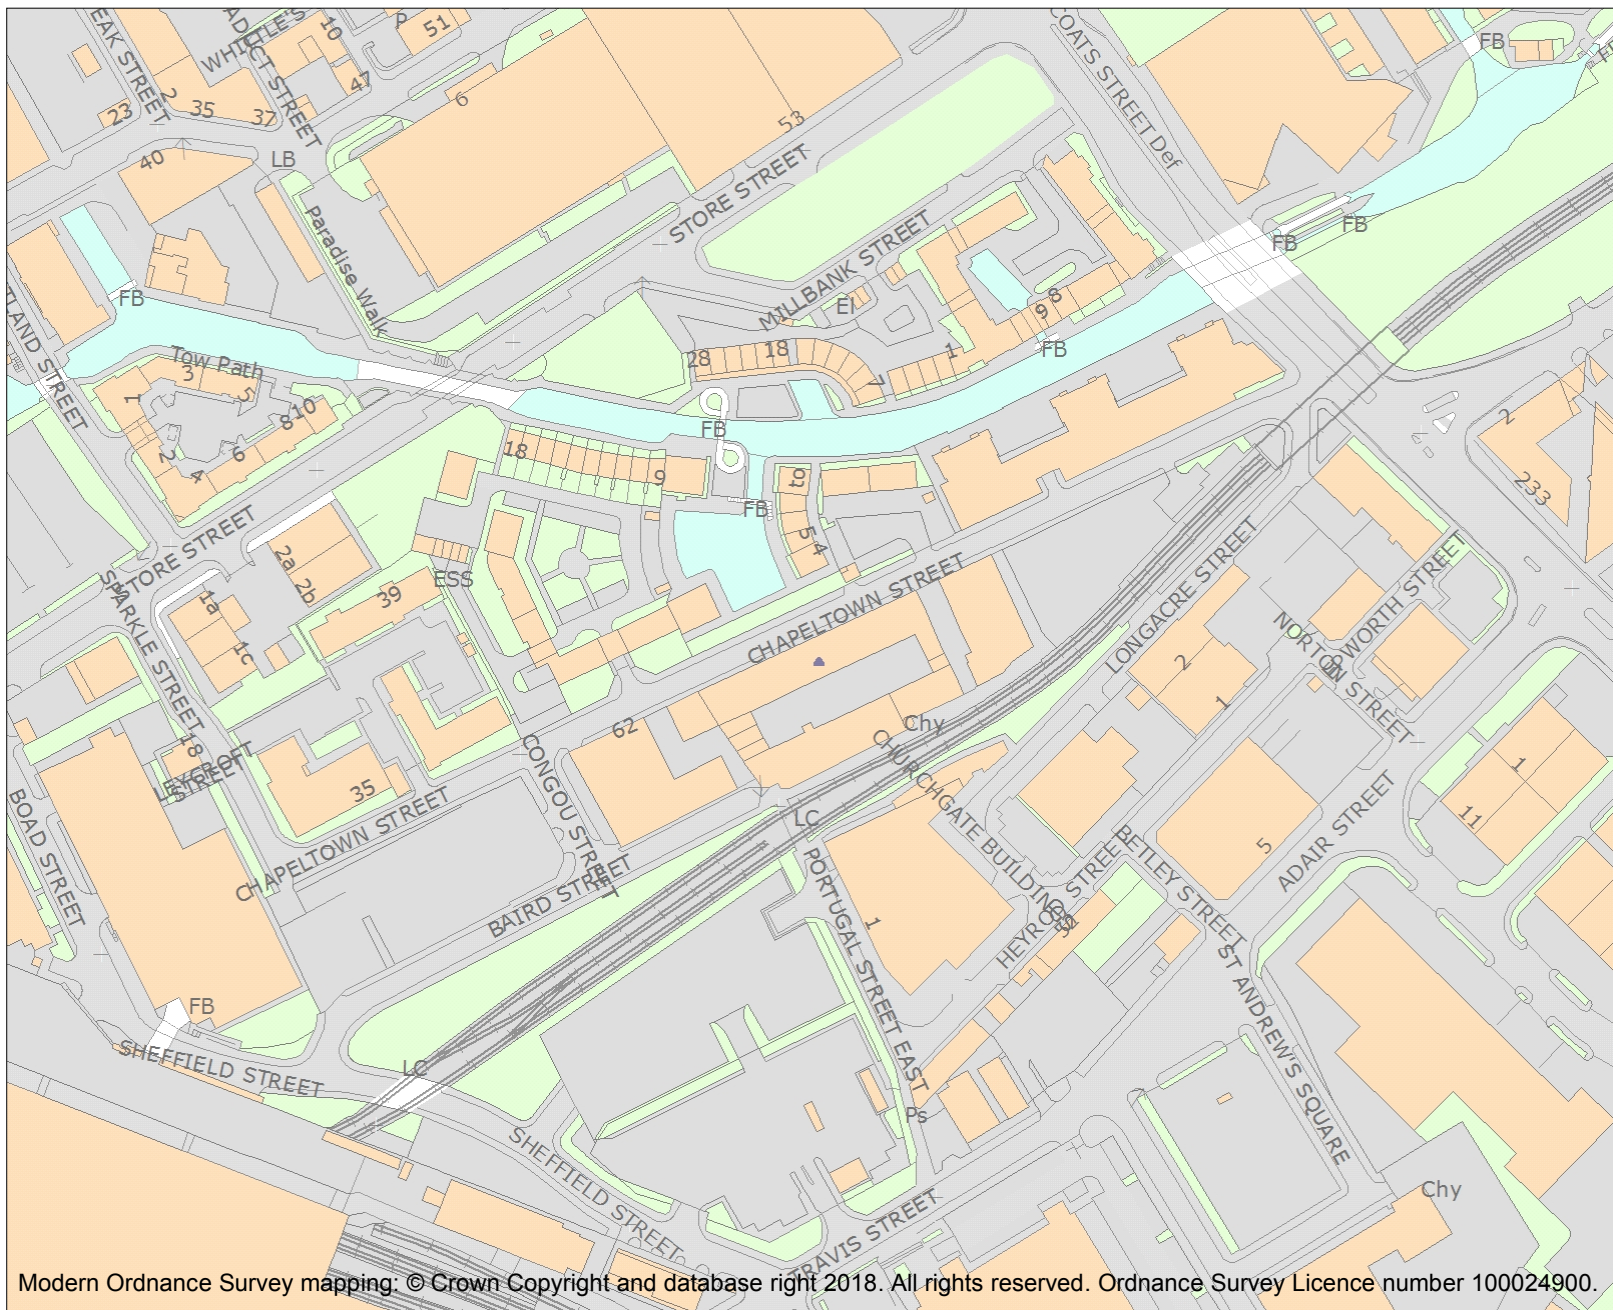 EAK STREET
WHITLE'S
10
P
51
COATS STREET Def
FB
23
2
35
37
47
6
53
40
LB
STORE STREET
Paradise Walk
MILLBANK STREET
FB
FB
FB
El
8
9
TLAND STREET
Tow Path
3
5
1
10
8
6
2
4
28
18
7
1
FB
FB
18
9
to
FB
5
4
2
233
STORE STREET
SPARKLE STREET
2a
2b
39
ESS
1a
1c
CHAPELTOWN STREET
LONGACRE STREET
NORTON STREET
2
1
62
Chy
CHURCHGATE BUILDINGS
18
LEYCROFT
STREET
35
CHAPELTOWN STREET
CONGOU STREET
BOAD STREET
LC
BAIRD STREET
PORTUGAL STREET EAST
HEYROD STREET
BETLEY STREET
ADAIR STREET
1
11
5
1
ST ANDREW'S SQUARE
FB
SHEFFIELD STREET
LC
Ps
SHEFFIELD STREET
TRAVIS STREET
Chy
Modern Ordnance Survey mapping: © Crown Copyright and database right 2018. All rights reserved. Ordnance Survey Licence number 100024900.